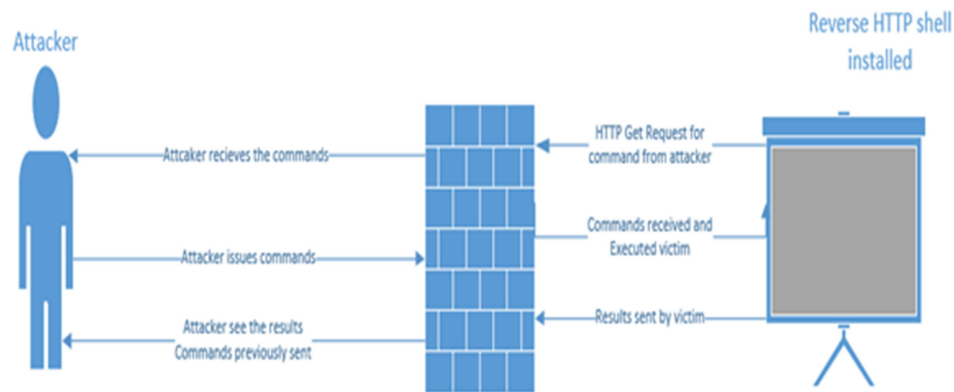 Attacker
Reverse HTTP shell
installed
HTTP Get Request for
command from attacker
Attcaker recieves the commands
Commands received and
Executed victim
Attacker issues commands
Results sent by victim
Attacker see the results
Commands previously sent